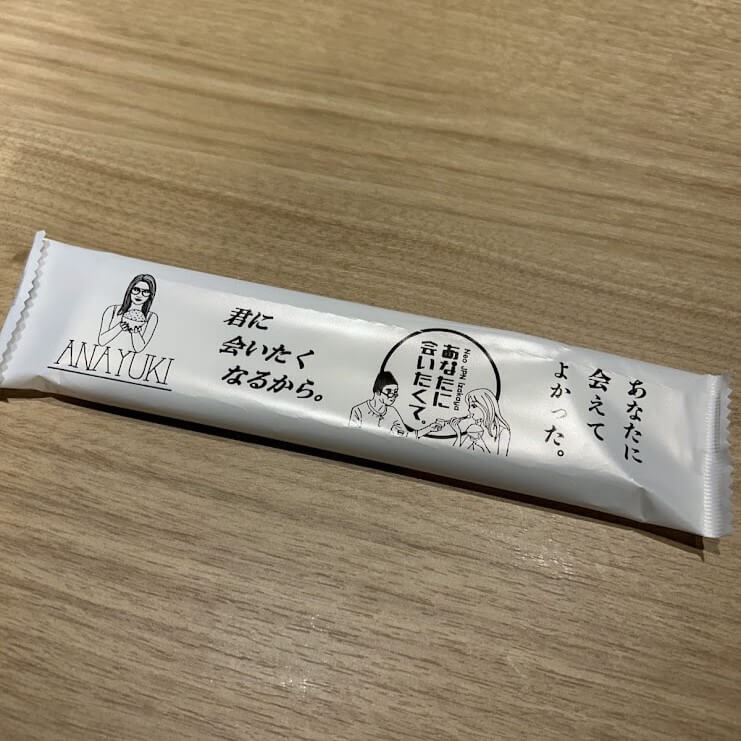 ANAYUKI
君に
会いたく
なるから。
Neo JPN izakaya
あなたに
会いたくて。
あなたに
会えて
よかった。